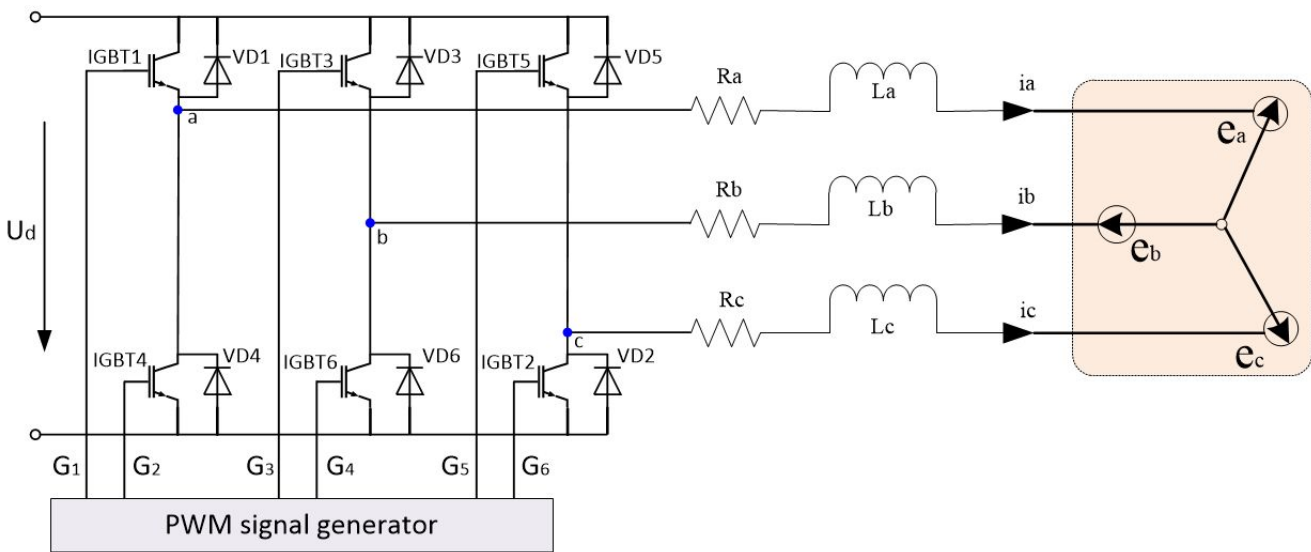 IGBT1
VD1
IGBT3
VD3
IGBT5
VD5
a
Ra
La
ia
ea
b
Rb
Lb
ib
eb
Ud
c
Rc
Lc
ic
ec
IGBT4
VD4
IGBT6
VD6
IGBT2
VD2
G1
G2
G3
G4
G5
G6
PWM signal generator